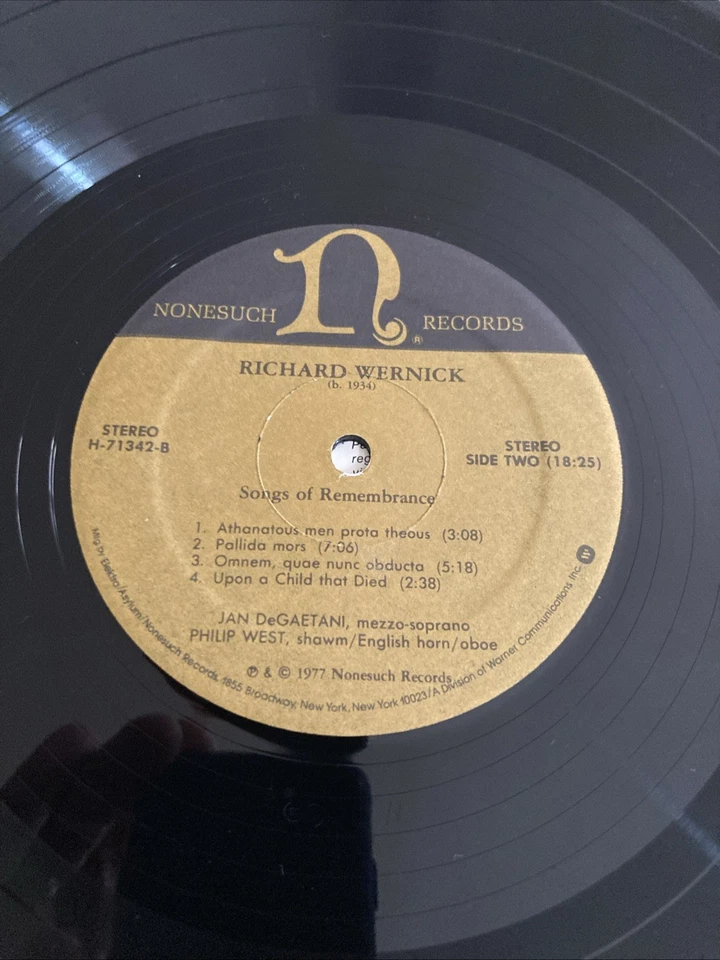 NONESUCH n® RECORDS
RICHARD WERNICK
(b. 1934)
STEREO
H-71342-B
STEREO
SIDE TWO (18:25)
Songs of Remembrance
1. Athanatous men prota theous (3:08)
2. Pallida mors (7:06)
3. Omnem, quae nunc obducta (5:18)
4. Upon a Child that Died (2:38)
JAN DeGAETANI, mezzo-soprano
PHILIP WEST, shawm/English horn/oboe
℗ & © 1977 Nonesuch Records
Mfg by Elektra/Asylum/Nonesuch Records, 1855 Broadway, New York, New York 10023/A Division of Warner Communications Inc.
reg